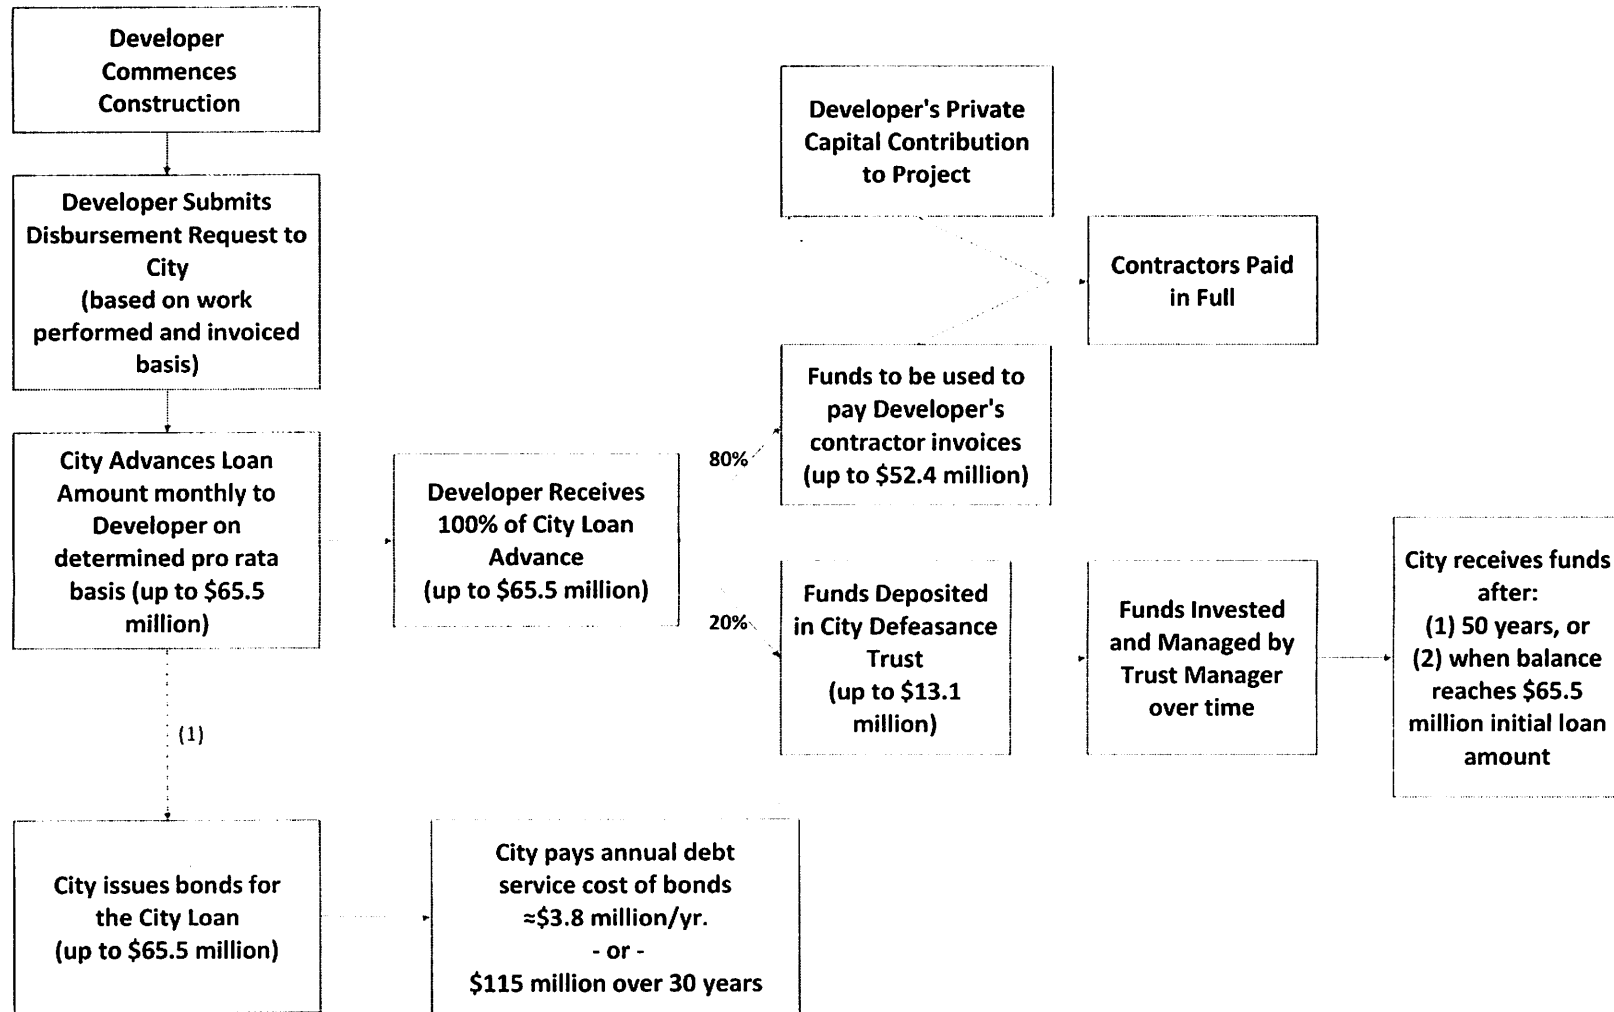 Developer
Commences
Construction
Developer Submits
Disbursement Request to
City
(based on work
performed and invoiced
basis)
City Advances Loan
Amount monthly to
Developer on
determined pro rata
basis (up to $65.5
million)
(1)
City issues bonds for
the City Loan
(up to $65.5 million)
City pays annual debt
service cost of bonds
≈$3.8 million/yr.
- or -
$115 million over 30 years
Developer Receives
100% of City Loan
Advance
(up to $65.5 million)
80%
20%
Developer's Private
Capital Contribution
to Project
Contractors Paid
in Full
Funds to be used to
pay Developer's
contractor invoices
(up to $52.4 million)
Funds Deposited
in City Defeasance
Trust
(up to $13.1
million)
Funds Invested
and Managed by
Trust Manager
over time
City receives funds
after:
(1) 50 years, or
(2) when balance
reaches $65.5
million initial loan
amount